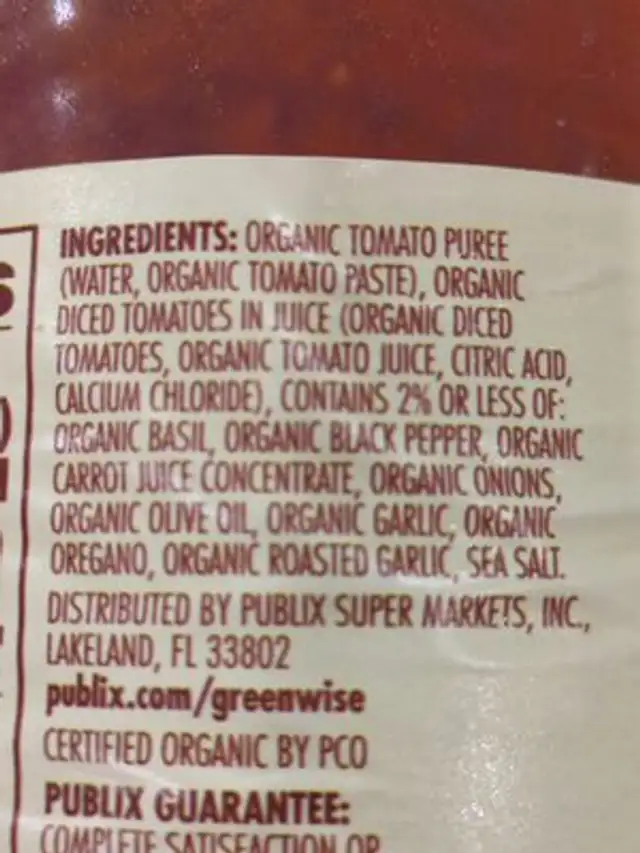 INGREDIENTS: ORGANIC TOMATO PUREE
(WATER, ORGANIC TOMATO PASTE), ORGANIC
DICED TOMATOES IN JUICE (ORGANIC DICED
TOMATOES, ORGANIC TOMATO JUICE, CITRIC ACID,
CALCIUM CHLORIDE), CONTAINS 2% OR LESS OF:
ORGANIC BASIL, ORGANIC BLACK PEPPER, ORGANIC
CARROT JUICE CONCENTRATE, ORGANIC ONIONS,
ORGANIC OLIVE OIL, ORGANIC GARLIC, ORGANIC
OREGANO, ORGANIC ROASTED GARLIC, SEA SALT.
DISTRIBUTED BY PUBLIX SUPER MARKETS, INC.,
LAKELAND, FL 33802
publix.com/greenwise
CERTIFIED ORGANIC BY PCO
PUBLIX GUARANTEE:
COMPLETE SATISFACTION OR